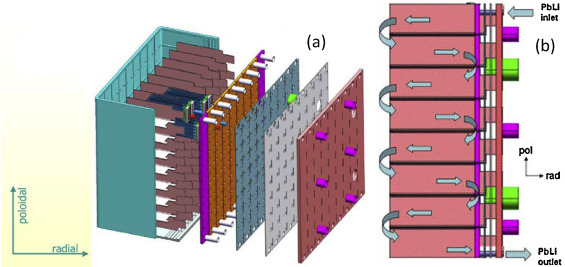 (a)
poloidal
radial
PbLi
inlet
(b)
pol
rad
PbLi
outlet